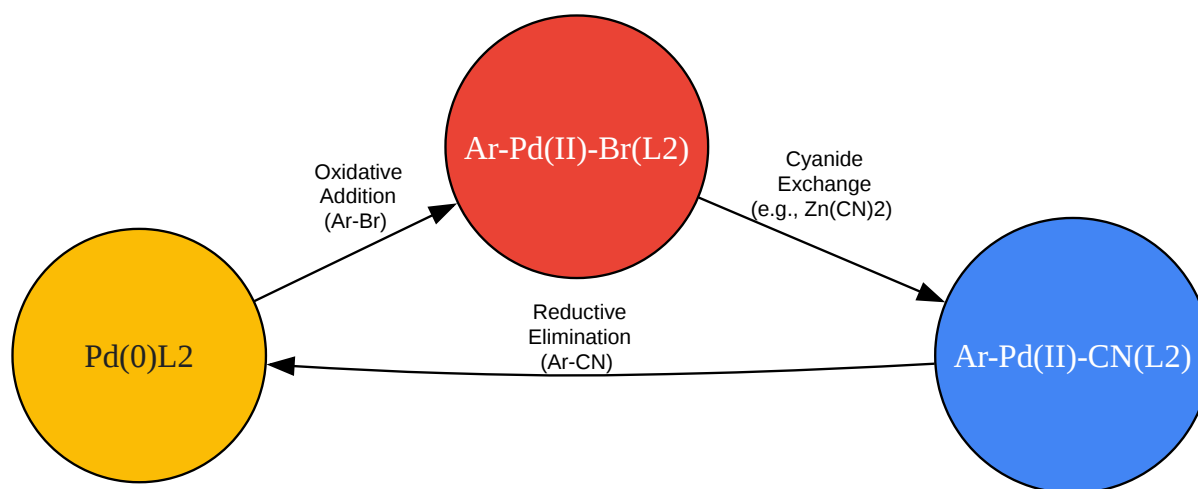 Ar-Pd(II)-Br(L2)
Oxidative
Addition
(Ar-Br)
Cyanide
Exchange
(e.g., Zn(CN)2)
Reductive
Elimination
(Ar-CN)
Pd(0)L2
Ar-Pd(II)-CN(L2)